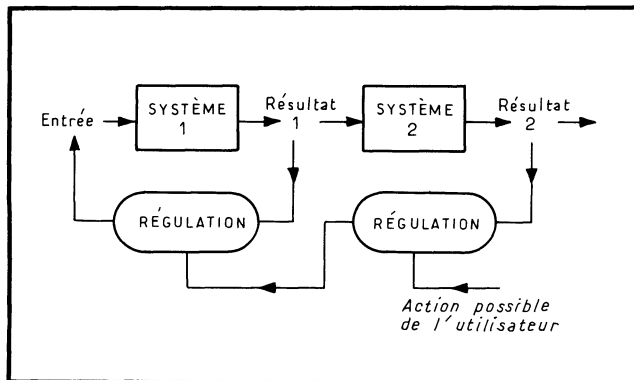 Entrée
SYSTÈME
1
Résultat
1
SYSTÈME
2
Résultat
2
RÉGULATION
RÉGULATION
Action possible
de l'utilisateur